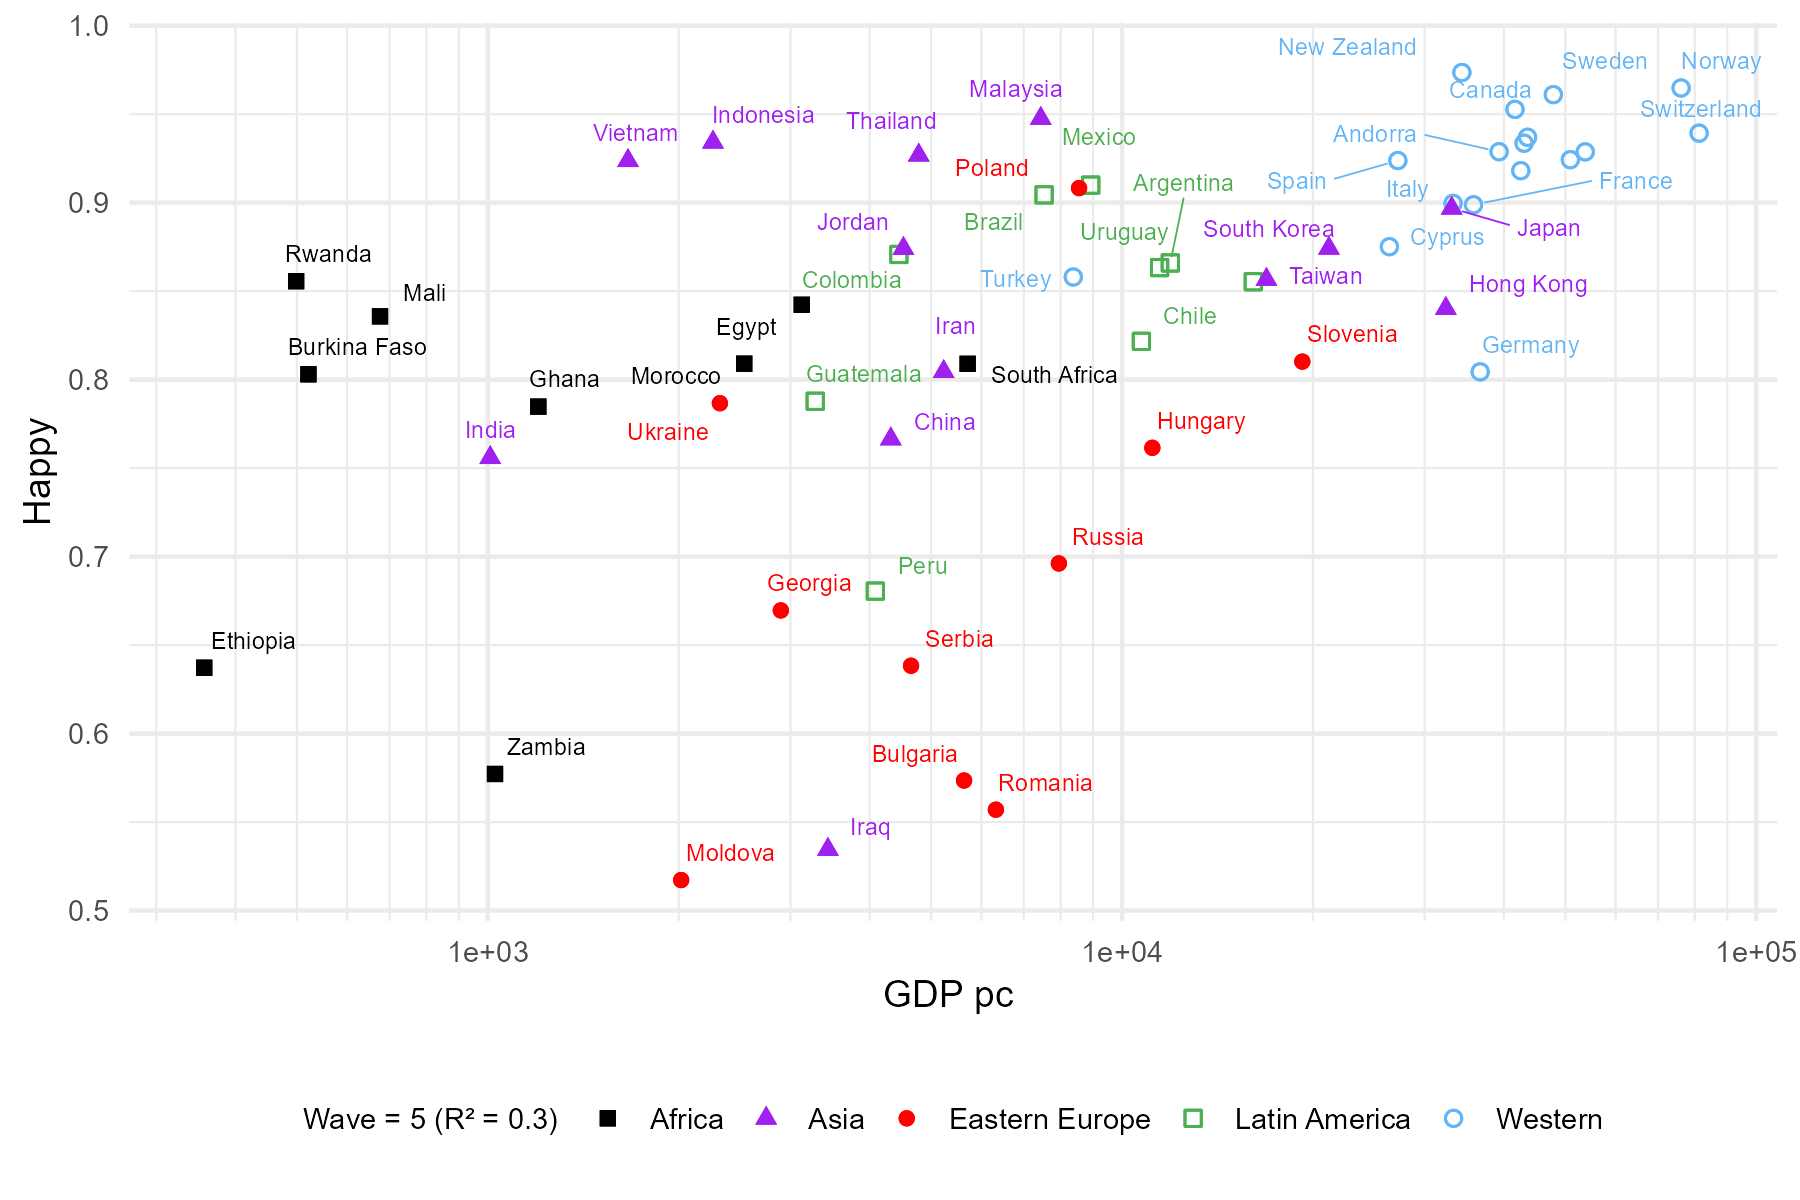 1.0
New Zealand
Sweden
Norway
Malaysia
Canada
Indonesia
Switzerland
Thailand
Vietnam
Andorra
Mexico
Poland
Argentina
Spain
France
Italy
0.9
Jordan
Brazil
Uruguay
South Korea
Japan
Cyprus
Rwanda
Colombia
Turkey
Taiwan
Hong Kong
Mali
Chile
Egypt
Iran
Slovenia
Burkina Faso
Germany
0.8
Ghana
Morocco
Guatemala
South Africa
India
Ukraine
China
Hungary
Happy
Russia
0.7
Peru
Georgia
Ethiopia
Serbia
0.6
Zambia
Bulgaria
Romania
Iraq
Moldova
0.5
1e+03
1e+04
1e+05
GDP pc
Wave = 5 (R² = 0.3) Africa Asia Eastern Europe Latin America Western